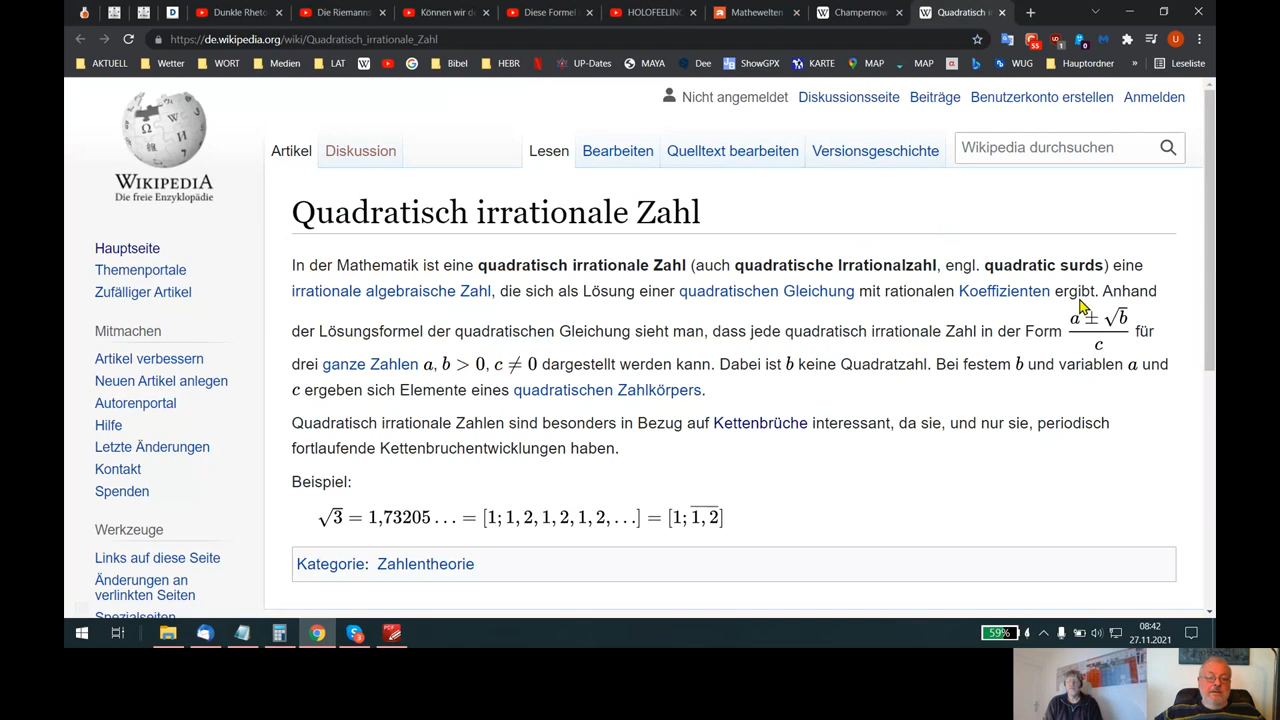 Dunkle Rhet
Die Riemanns
Können wir d
Diese Formel
HOLOFEELING
Mathewelten
Champernow
Quadratisch i
https://de.wikipedia.org/wiki/Quadratisch_irrationale_Zahl
AKTUELL
Wetter
WORT
Medien
LAT
Bibel
HEBR
UP-Dates
MAYA
Dee
ShowGPX
KARTE
MAP
MAP
WUG
Hauptordner
»
Leseliste
Nicht angemeldet
Diskussionsseite
Beiträge
Benutzerkonto erstellen
Anmelden
WIKIPEDIA
Die freie Enzyklopädie
Artikel
Diskussion
Lesen
Bearbeiten
Quelltext bearbeiten
Versionsgeschichte
Wikipedia durchsuchen
Hauptseite
Themenportale
Zufälliger Artikel
Mitmachen
Artikel verbessern
Neuen Artikel anlegen
Autorenportal
Hilfe
Letzte Änderungen
Kontakt
Spenden
Werkzeuge
Links auf diese Seite
Änderungen an
verlinkten Seiten
Spezialseiten
Quadratisch irrationale Zahl
In der Mathematik ist eine quadratisch irrationale Zahl (auch quadratische Irrationalzahl, engl. quadratic surds) eine
irrationale algebraische Zahl, die sich als Lösung einer quadratischen Gleichung mit rationalen Koeffizienten ergibt. Anhand
der Lösungsformel der quadratischen Gleichung sieht man, dass jede quadratisch irrationale Zahl in der Form (a ± √b)/c für
drei ganze Zahlen a, b > 0, c ≠ 0 dargestellt werden kann. Dabei ist b keine Quadratzahl. Bei festem b und variablen a und
c ergeben sich Elemente eines quadratischen Zahlkörpers.
Quadratisch irrationale Zahlen sind besonders in Bezug auf Kettenbrüche interessant, da sie, und nur sie, periodisch
fortlaufende Kettenbruchentwicklungen haben.
Beispiel:
√3 = 1,73205 … = [1; 1, 2, 1, 2, 1, 2, …] = [1; 1̅,̅ ̅2̅]
Kategorie: Zahlentheorie
59%
08:42
27.11.2021